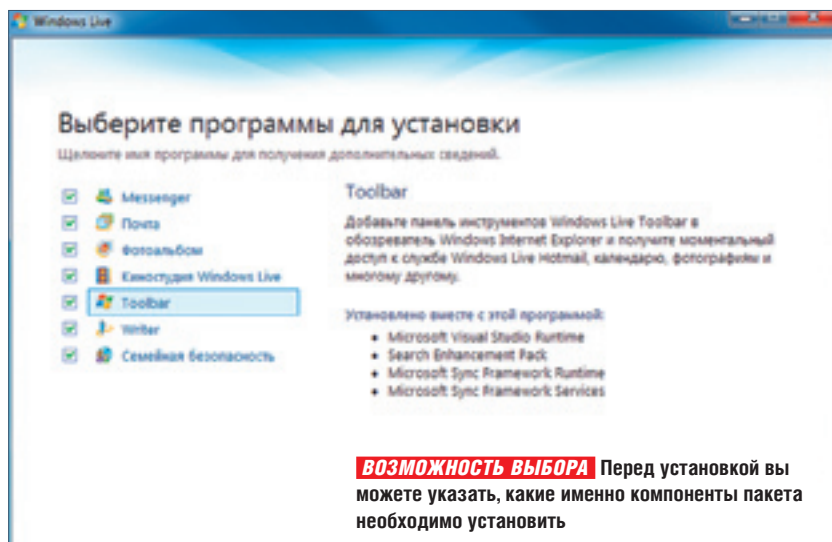 Windows Live
Выберите программы для установки
Щелкните имя программы для получения дополнительных сведений.
Messenger
Почта
Фотоальбом
Киностудия Windows Live
Toolbar
Writer
Семейная безопасность
Toolbar
Добавьте панель инструментов Windows Live Toolbar в
обозреватель Windows Internet Explorer и получите моментальный
доступ к службе Windows Live Hotmail, календарю, фотографиям и
многому другому.
Установлено вместе с этой программой:
• Microsoft Visual Studio Runtime
• Search Enhancement Pack
• Microsoft Sync Framework Runtime
• Microsoft Sync Framework Services
ВОЗМОЖНОСТЬ ВЫБОРА Перед установкой вы
можете указать, какие именно компоненты пакета
необходимо установить